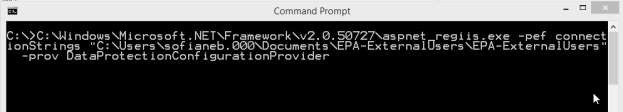 Command Prompt
C:\>C:\Windows\Microsoft.NET\Framework\v2.0.50727\aspnet_regiis.exe -pef connect
ionStrings "C:\Users\sofianeb.000\Documents\EPA-ExternalUsers\EPA-ExternalUsers"
 -prov DataProtectionConfigurationProvider